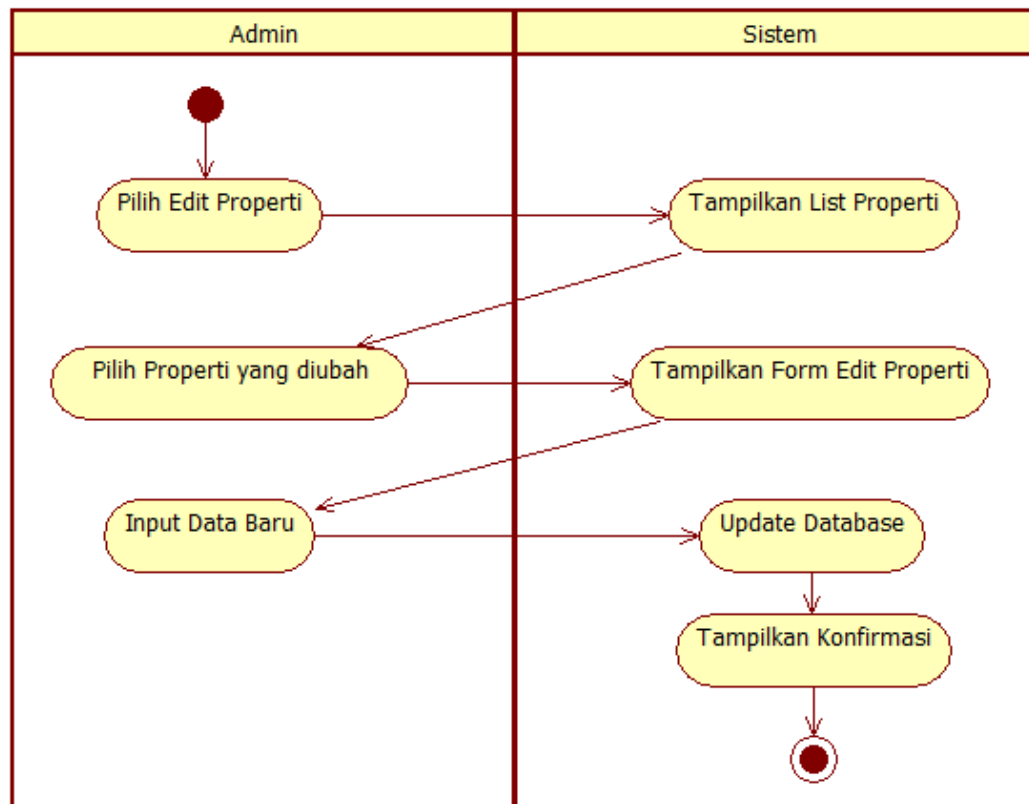 Admin
Sistem
Pilih Edit Properti
Tampilkan List Properti
Pilih Properti yang diubah
Tampilkan Form Edit Properti
Input Data Baru
Update Database
Tampilkan Konfirmasi